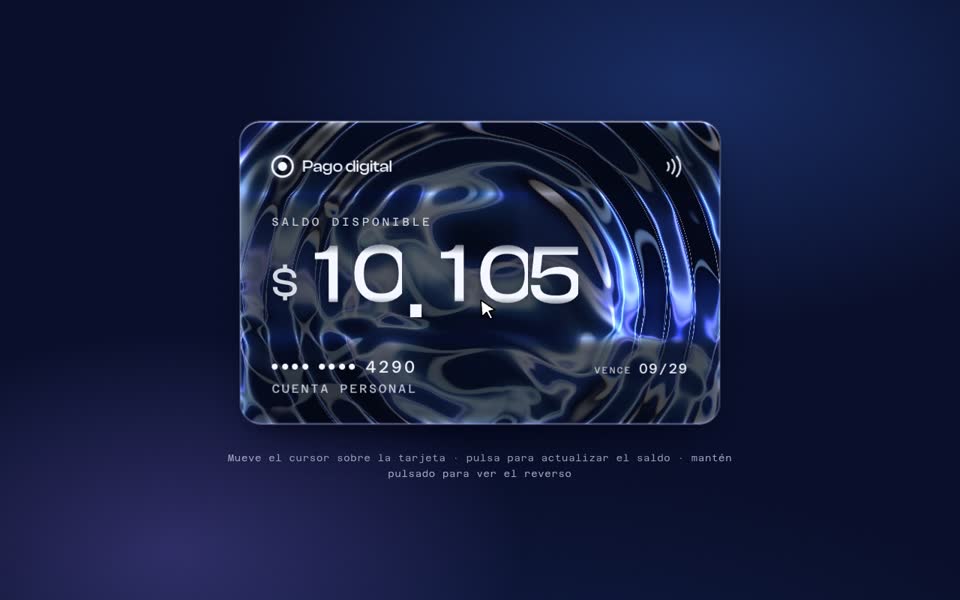 Pago digital
SALDO DISPONIBLE
$10.105
•••• •••• 4290
VENCE 09/29
CUENTA PERSONAL
Mueve el cursor sobre la tarjeta · pulsa para actualizar el saldo · mantén
pulsado para ver el reverso